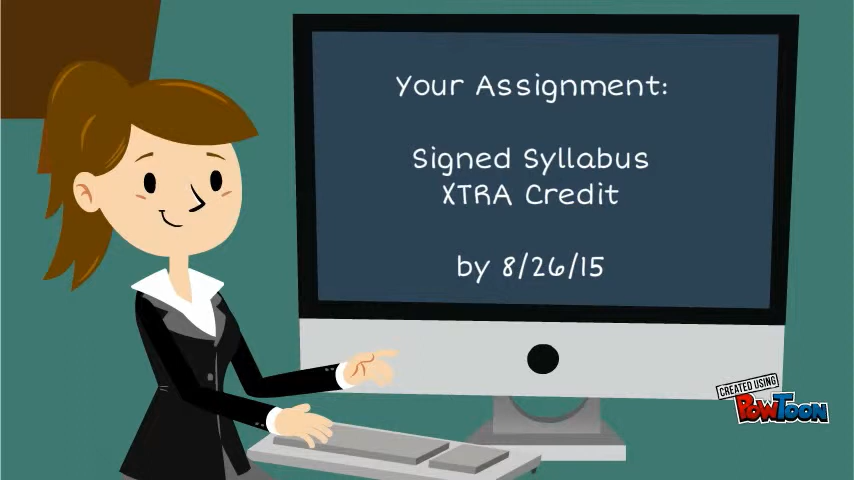 Your Assignment:
Signed Syllabus
XTRA Credit
by 8/26/15
CREATED USING
POWTOON